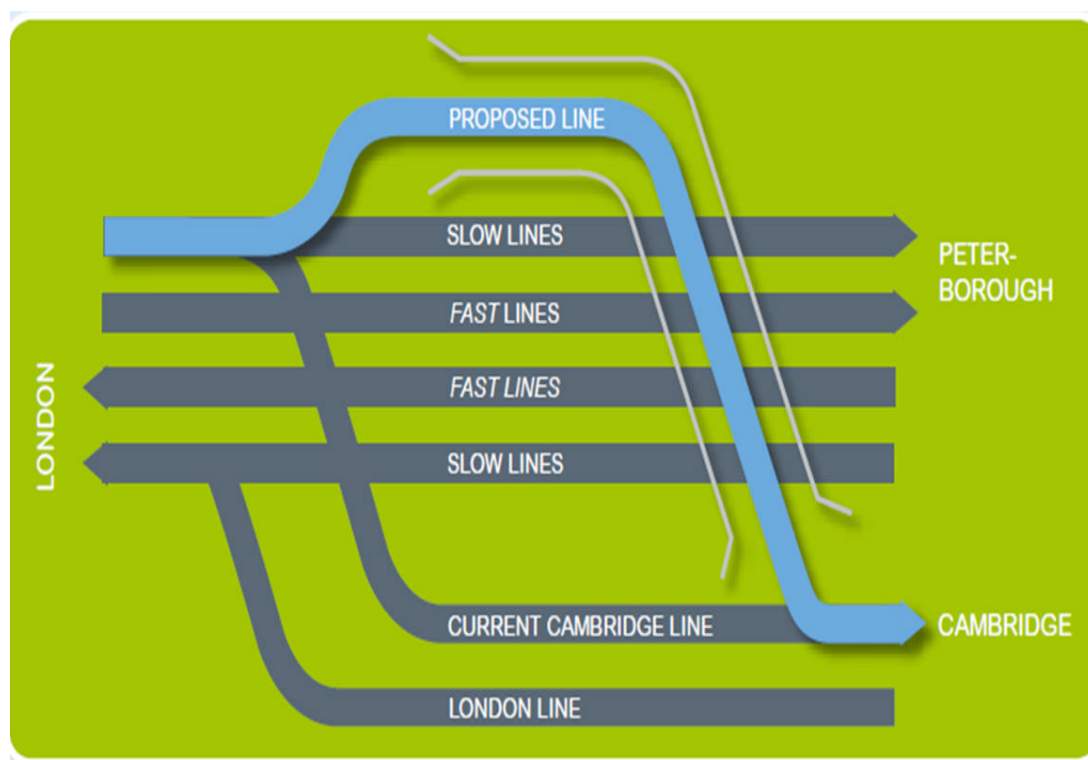 PROPOSED LINE
SLOW LINES
PETER-
BOROUGH
FAST LINES
LONDON
FAST LINES
SLOW LINES
CURRENT CAMBRIDGE LINE
CAMBRIDGE
LONDON LINE